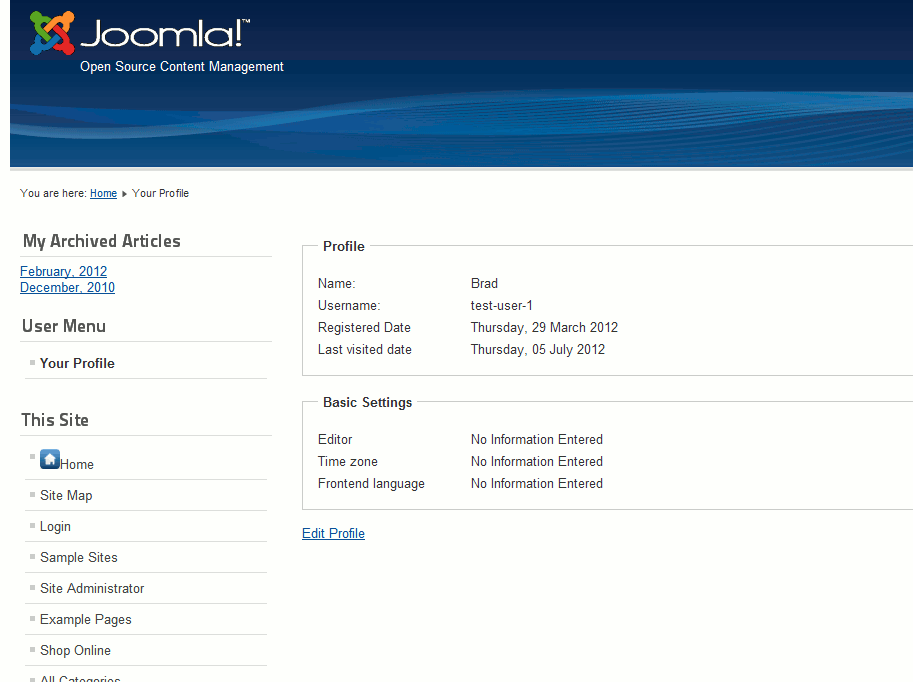 Joomla!™
Open Source Content Management
You are here: Home Your Profile
My Archived Articles
February, 2012
December, 2010
User Menu
Your Profile
This Site
Home
Site Map
Login
Sample Sites
Site Administrator
Example Pages
Shop Online
All Categories
Profile
Name: Brad
Username: test-user-1
Registered Date Thursday, 29 March 2012
Last visited date Thursday, 05 July 2012
Basic Settings
Editor No Information Entered
Time zone No Information Entered
Frontend language No Information Entered
Edit Profile